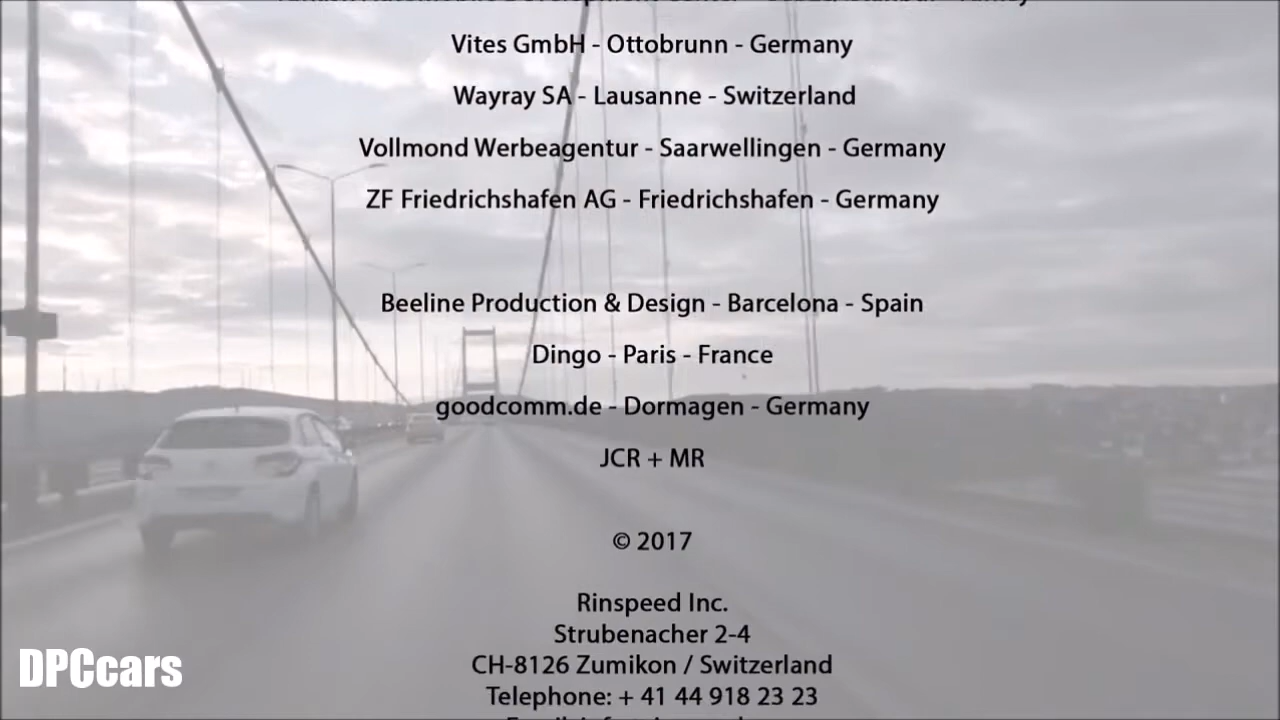 Vites GmbH - Ottobrunn - Germany
Wayray SA - Lausanne - Switzerland
Vollmond Werbeagentur - Saarwellingen - Germany
ZF Friedrichshafen AG - Friedrichshafen - Germany
Beeline Production & Design - Barcelona - Spain
Dingo - Paris - France
goodcomm.de - Dormagen - Germany
JCR + MR
© 2017
Rinspeed Inc.
Strubenacher 2-4
CH-8126 Zumikon / Switzerland
Telephone: + 41 44 918 23 23
DPCcars